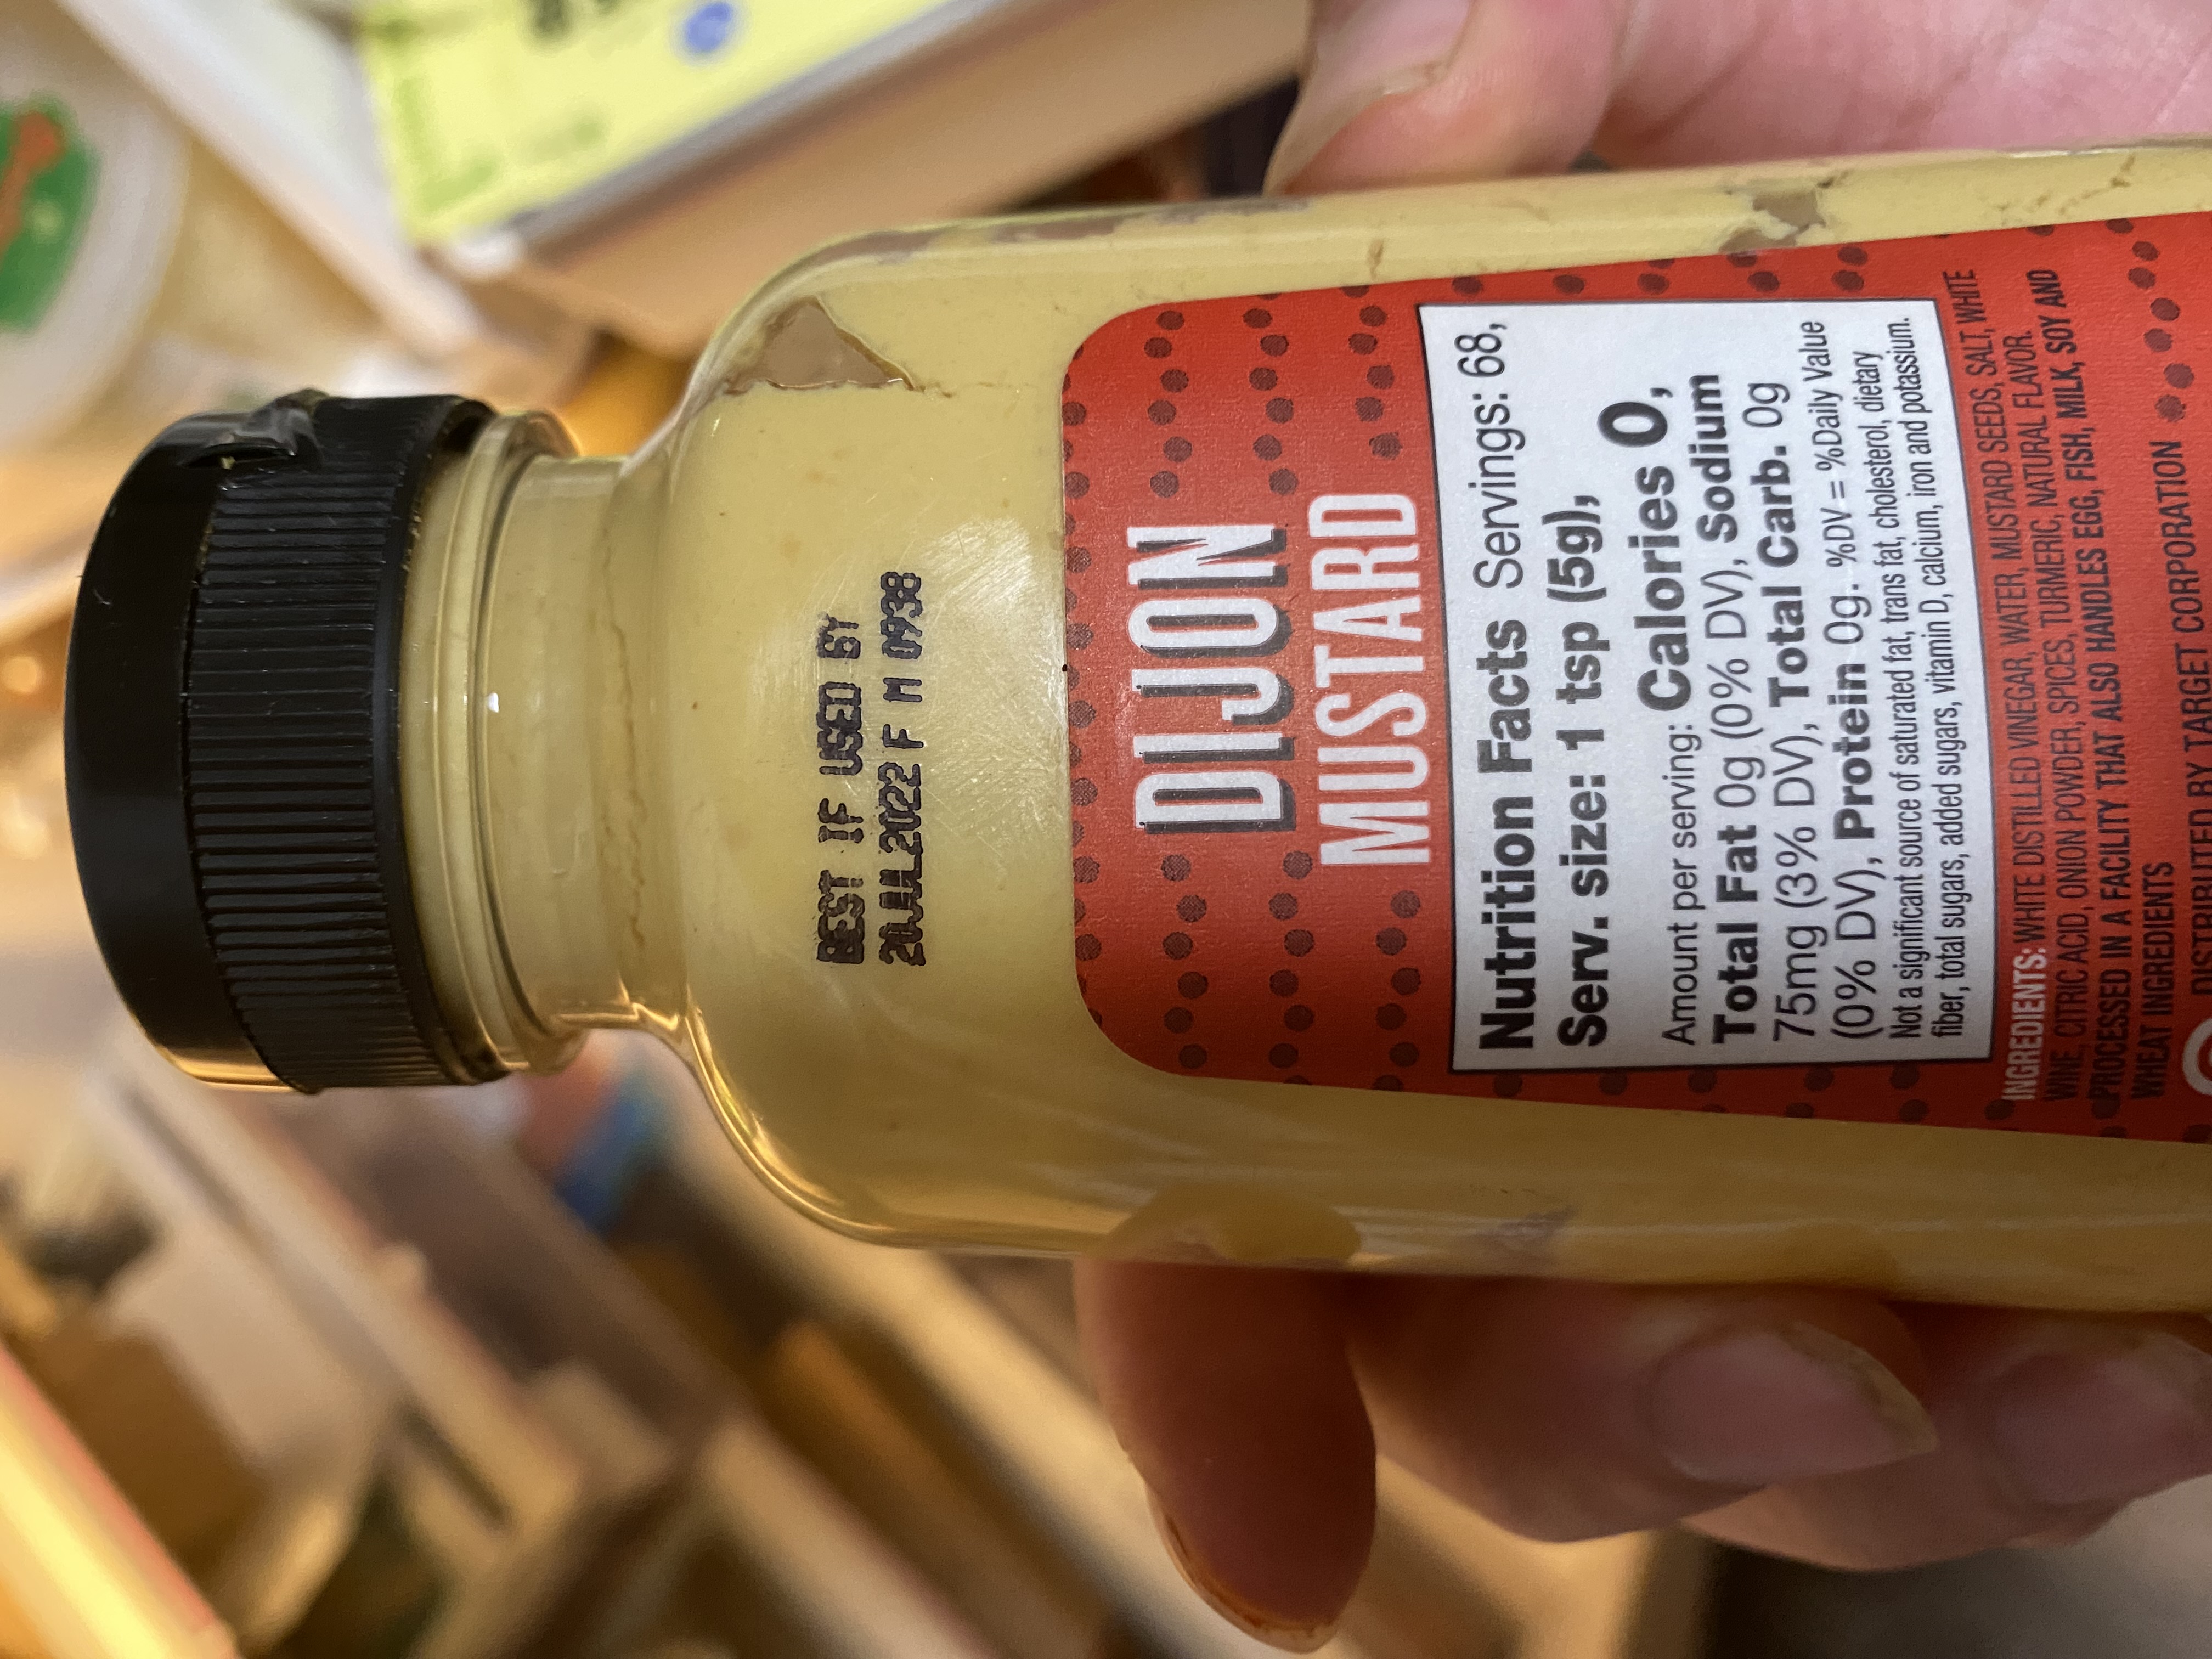 BEST IF USED BY
20JUL2022 F M 0938
DIJON
MUSTARD
Nutrition Facts Servings: 68,
Serv. size: 1 tsp (5g),
Amount per serving: Calories 0,
Total Fat 0g (0% DV), Sodium
75mg (3% DV), Total Carb. 0g
(0% DV), Protein 0g. %DV = %Daily Value
Not a significant source of saturated fat, trans fat, cholesterol, dietary
fiber, total sugars, added sugars, vitamin D, calcium, iron and potassium.
INGREDIENTS: WHITE DISTILLED VINEGAR, WATER, MUSTARD SEEDS, SALT, WHITE
WINE, CITRIC ACID, ONION POWDER, SPICES, TURMERIC, NATURAL FLAVOR.
PROCESSED IN A FACILITY THAT ALSO HANDLES EGG, FISH, MILK, SOY AND
WHEAT INGREDIENTS
DISTRIBUTED BY TARGET CORPORATION